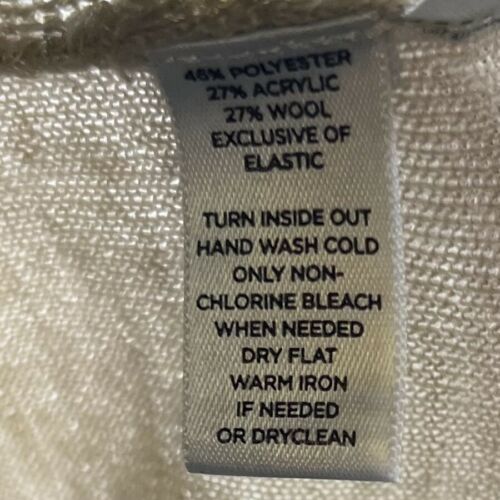 46% POLYESTER
27% ACRYLIC
27% WOOL
EXCLUSIVE OF
ELASTIC
TURN INSIDE OUT
HAND WASH COLD
ONLY NON-
CHLORINE BLEACH
WHEN NEEDED
DRY FLAT
WARM IRON
IF NEEDED
OR DRYCLEAN